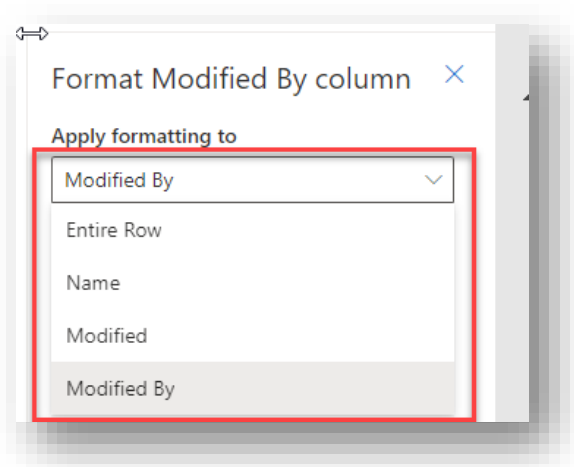 Format Modified By column
Apply formatting to
Modified By
Entire Row
Name
Modified
Modified By